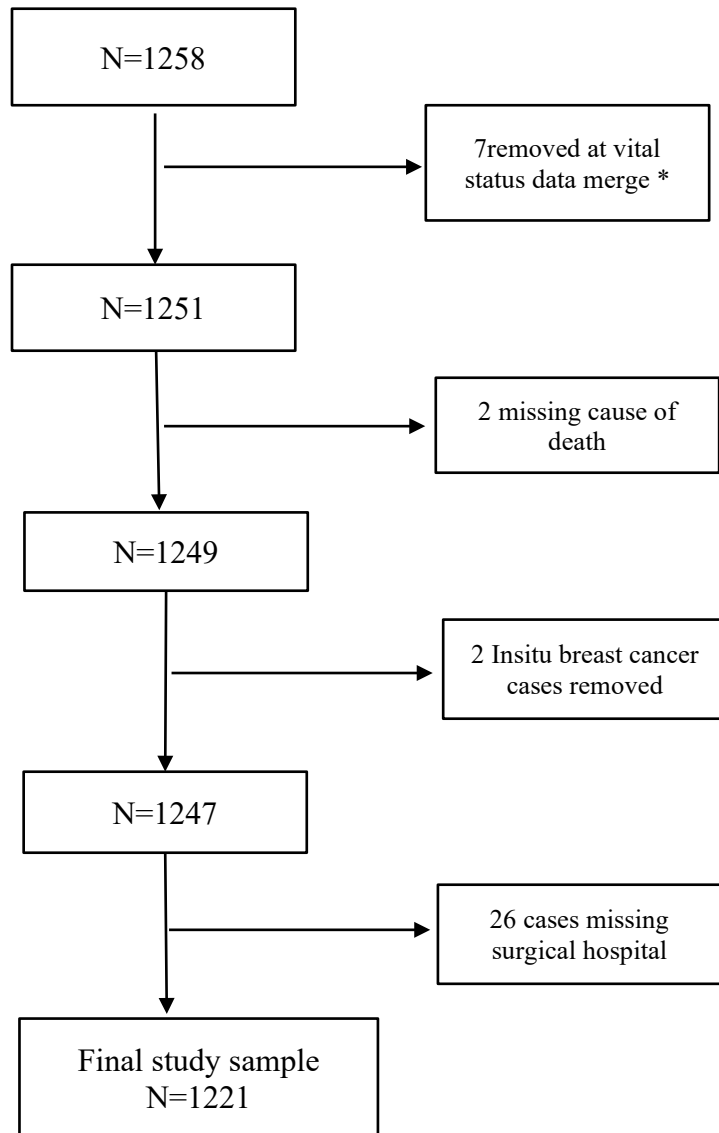 N=1258
7removed at vital
status data merge *
N=1251
2 missing cause of
death
N=1249
2 Insitu breast cancer
cases removed
N=1247
26 cases missing
surgical hospital
Final study sample
N=1221